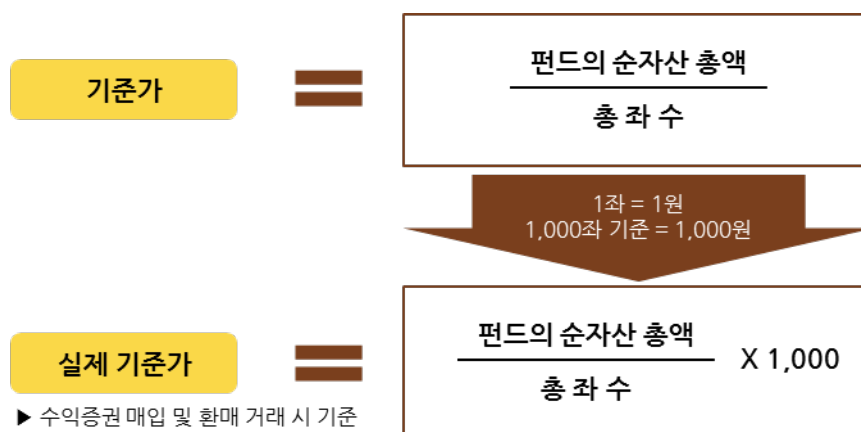 기준가
펀드의 순자산 총액
총 좌 수
1좌 = 1원
1,000좌 기준 = 1,000원
실제 기준가
펀드의 순자산 총액
총 좌 수
X 1,000
▶ 수익증권 매입 및 환매 거래 시 기준